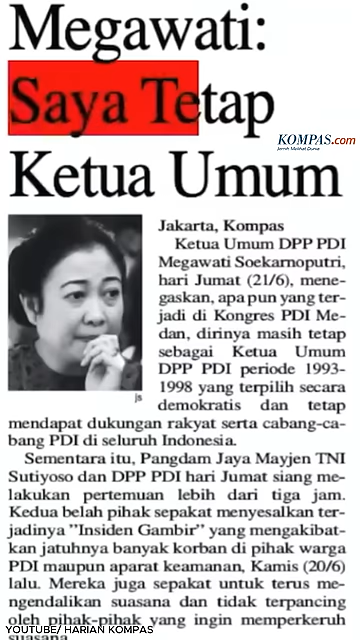 Megawati:
Saya Tetap
Ketua Umum
KOMPAS.com
Jernih Melihat Dunia
Jakarta, Kompas
Ketua Umum DPP PDI
Megawati Soekarnoputri,
hari Jumat (21/6), mene-
gaskan, apa pun yang ter-
jadi di Kongres PDI Me-
dan, dirinya masih tetap
sebagai Ketua Umum
DPP PDI periode 1993-
1998 yang terpilih secara
demokratis dan tetap
js
mendapat dukungan rakyat serta cabang-ca-
bang PDI di seluruh Indonesia.
Sementara itu, Pangdam Jaya Mayjen TNI
Sutiyoso dan DPP PDI hari Jumat siang me-
lakukan pertemuan lebih dari tiga jam.
Kedua belah pihak sepakat menyesalkan ter-
jadinya "Insiden Gambir" yang mengakibat-
kan jatuhnya banyak korban di pihak warga
PDI maupun aparat keamanan, Kamis (20/6)
lalu. Mereka juga sepakat untuk terus me-
ngendalikan suasana dan tidak terpancing
oleh pihak-pihak yang ingin memperkeruh
suasana
YOUTUBE/ HARIAN KOMPAS